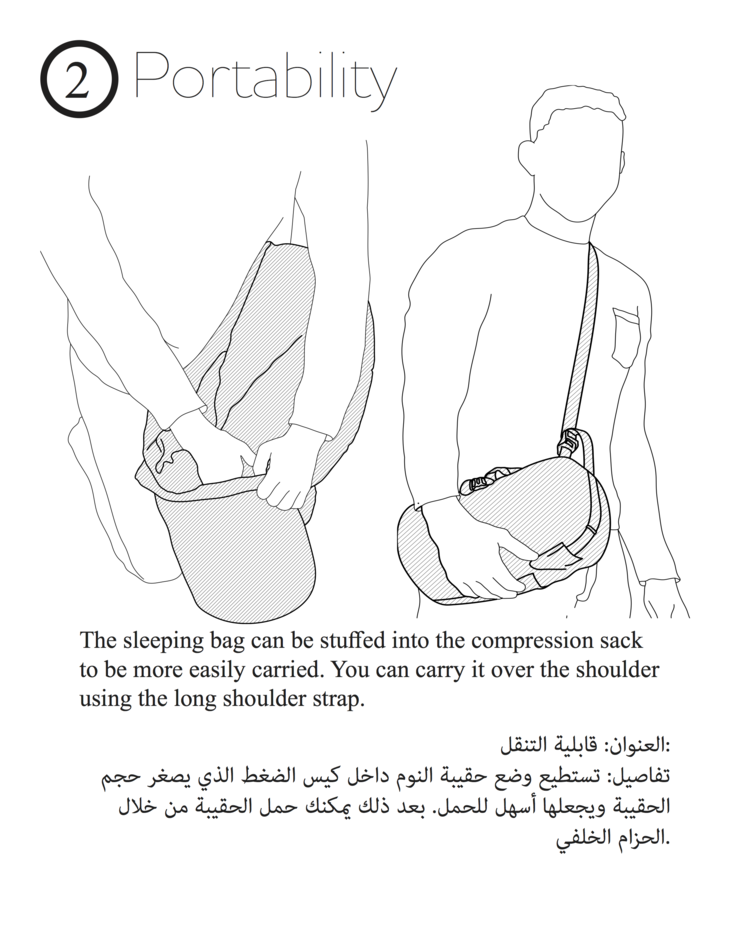 2 Portability
The sleeping bag can be stuffed into the compression sack
to be more easily carried. You can carry it over the shoulder
using the long shoulder strap.
العنوان: قابلية التنقل:
تفاصيل: تستطيع وضع حقيبة النوم داخل كيس الضغط الذي يصغر حجم
الحقيبة ويجعلها أسهل للحمل. بعد ذلك يمكنك حمل الحقيبة من خلال
الحزام الخلفي.